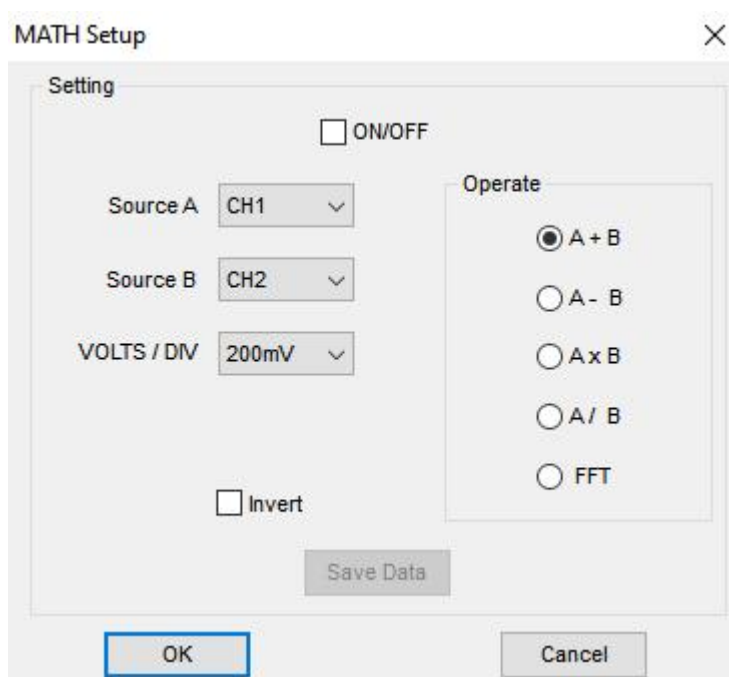 MATH Setup
Setting
ON/OFF
Source A CH1
Source B CH2
VOLTS / DIV 200mV
Invert
Operate
A + B
A - B
A x B
A / B
FFT
Save Data
OK Cancel